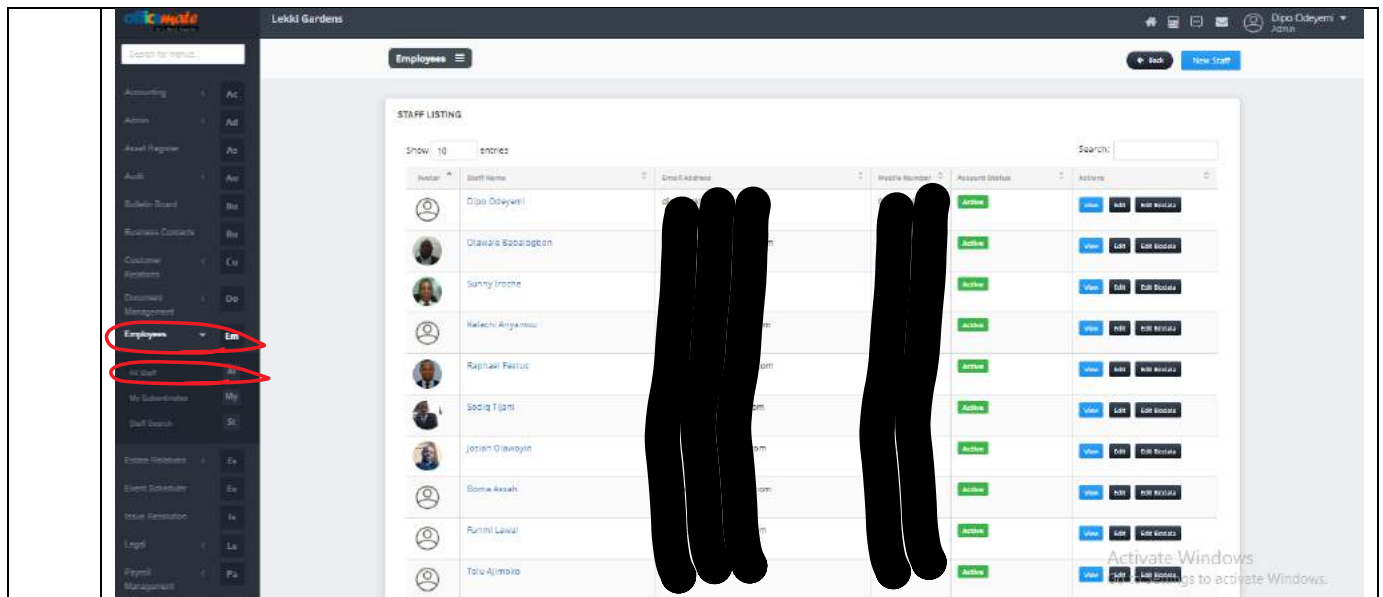 officemate
Lekki Gardens
Dipo Odeyemi
Admin
Search for menus...
Employees
Back
New Staff
Accounting
Ac
Admin
Ad
Asset Register
As
Audit
Au
Bulletin Board
Bu
Business Contacts
Bu
Customer
Relations
Cu
Document
Management
Do
Employees
Em
All Staff
Al
My Subordinates
My
Staff Search
St
Estate Relations
Es
Event Scheduler
Ev
Issue Resolution
Is
Legal
Le
Payroll
Management
Pa
STAFF LISTING
Show 10 entries
Search:
Avatar Staff Name Email Address Mobile Number Account Status Actions
Dipo Odeyemi Active View Edit Edit Biodata
Olawale Babalogbon Active View Edit Edit Biodata
Sunny Iroche Active View Edit Edit Biodata
Kelechi Anyanwu om Active View Edit Edit Biodata
Raphael om Active View Edit Edit Biodata
Sodiq Tijani om Active View Edit Edit Biodata
Josiah Olawoyin om Active View Edit Edit Biodata
Boma Assah om Active View Edit Edit Biodata
Funmi Lawal Active View Edit Edit Biodata
Tolu Ajimoko Active View Edit Edit Biodata
Activate Windows
Go to Settings to activate Windows.